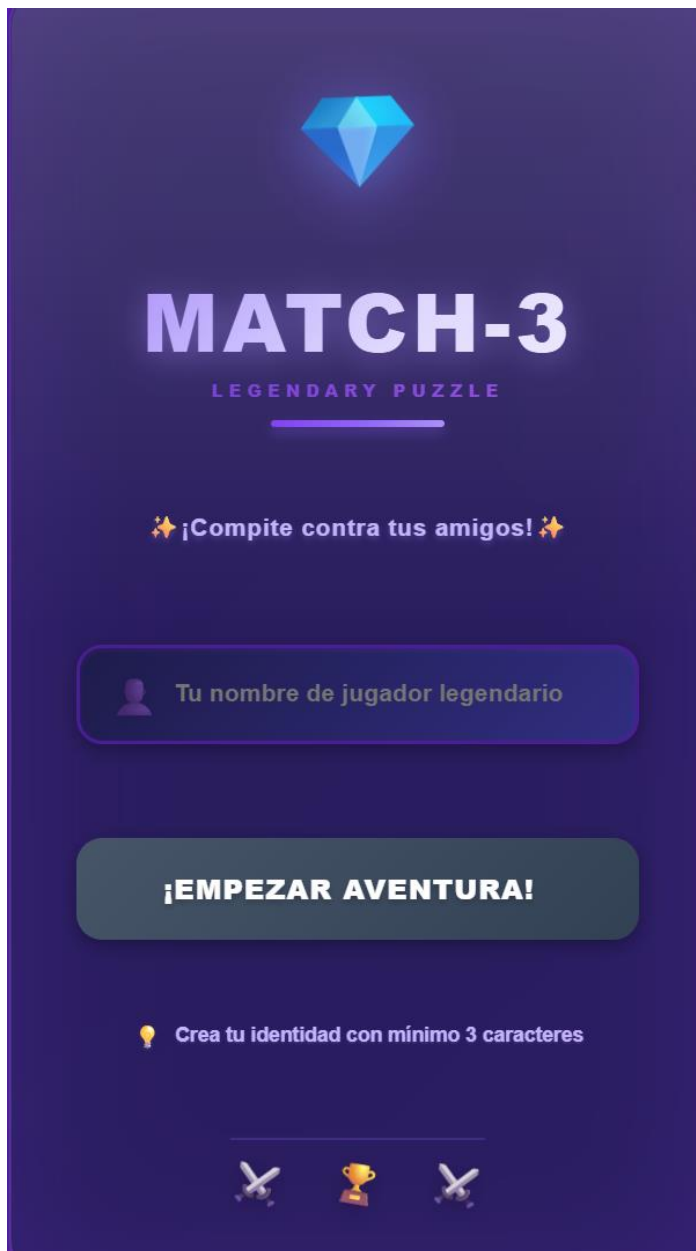 MATCH-3
LEGENDARY PUZZLE
✨¡Compite contra tus amigos!✨
Tu nombre de jugador legendario
¡EMPEZAR AVENTURA!
Crea tu identidad con mínimo 3 caracteres